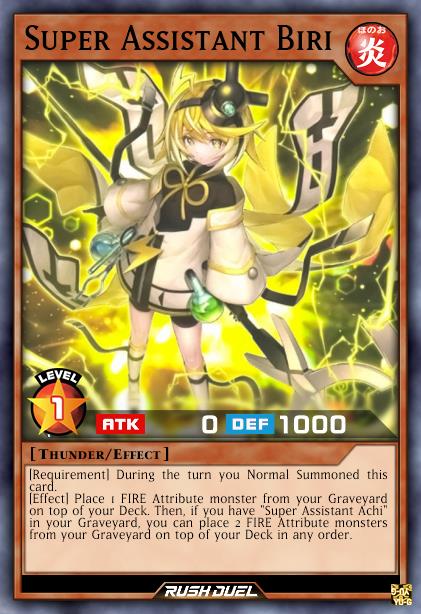 SUPER ASSISTANT BIRI
ほのお
炎
LEVEL
1
ATK 0 DEF 1000
[THUNDER/EFFECT]
[Requirement] During the turn you Normal Summoned this
card.
[Effect] Place 1 FIRE Attribute monster from your Graveyard
on top of your Deck. Then, if you have "Super Assistant Achi"
in your Graveyard, you can place 2 FIRE Attribute monsters
from your Graveyard on top of your Deck in any order.
RUSH DUEL